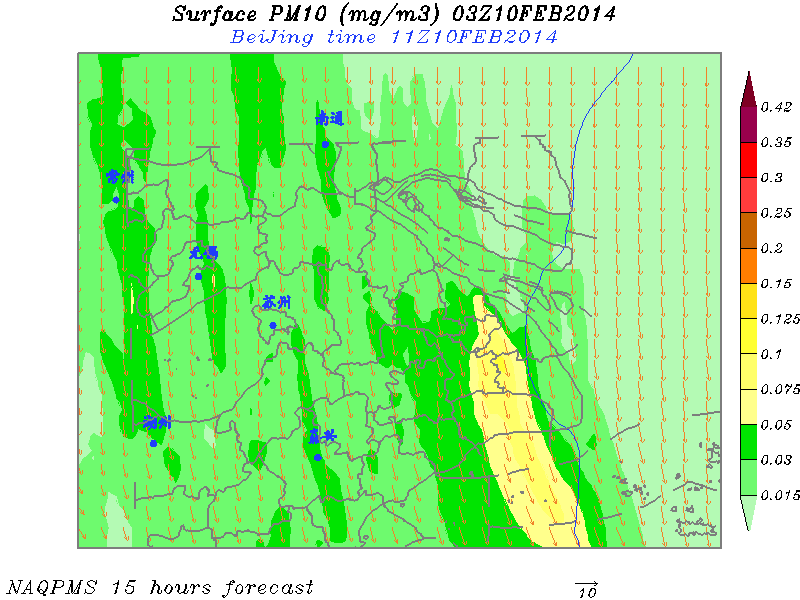 Surface PM10 (mg/m3) 03Z10FEB2014
BeiJing time 11Z10FEB2014
南通
常州
无锡
苏州
湖州
嘉兴
0.42
0.35
0.3
0.25
0.2
0.15
0.125
0.1
0.075
0.05
0.03
0.015
NAQPMS 15 hours forecast
10